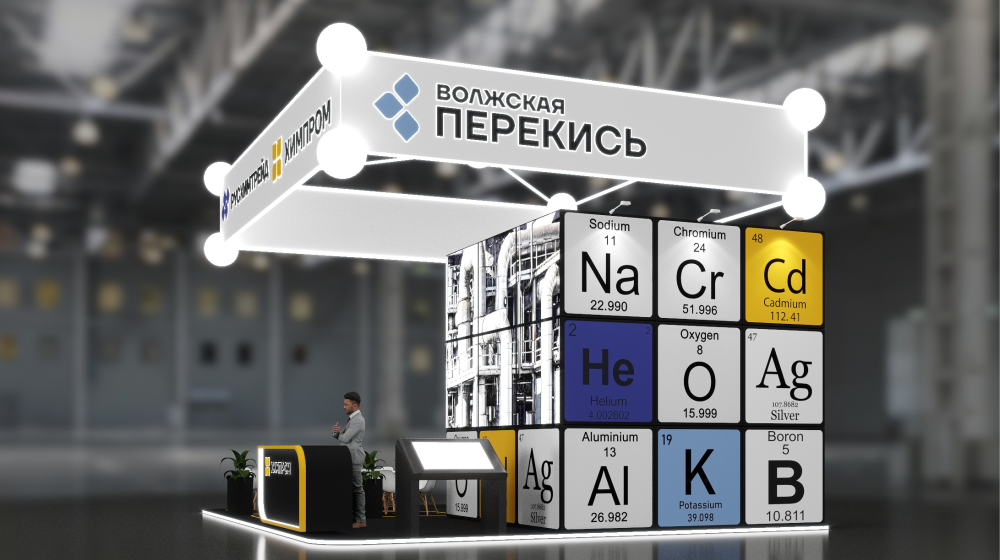 ВОЛЖСКАЯ
ПЕРЕКИСЬ
РУСХИМТРЕЙД
ХИМПРОМ
Sodium
11
Na
22.990
Chromium
24
Cr
51.996
48
Cd
Cadmium
112.41
2
2
He
Helium
4.002602
Oxygen
8
O
15.999
47
Ag
107.8682
Silver
Aluminium
13
Al
26.982
19
K
Potassium
39.098
Boron
5
B
10.811
O
15.999
47
Ag
Silver